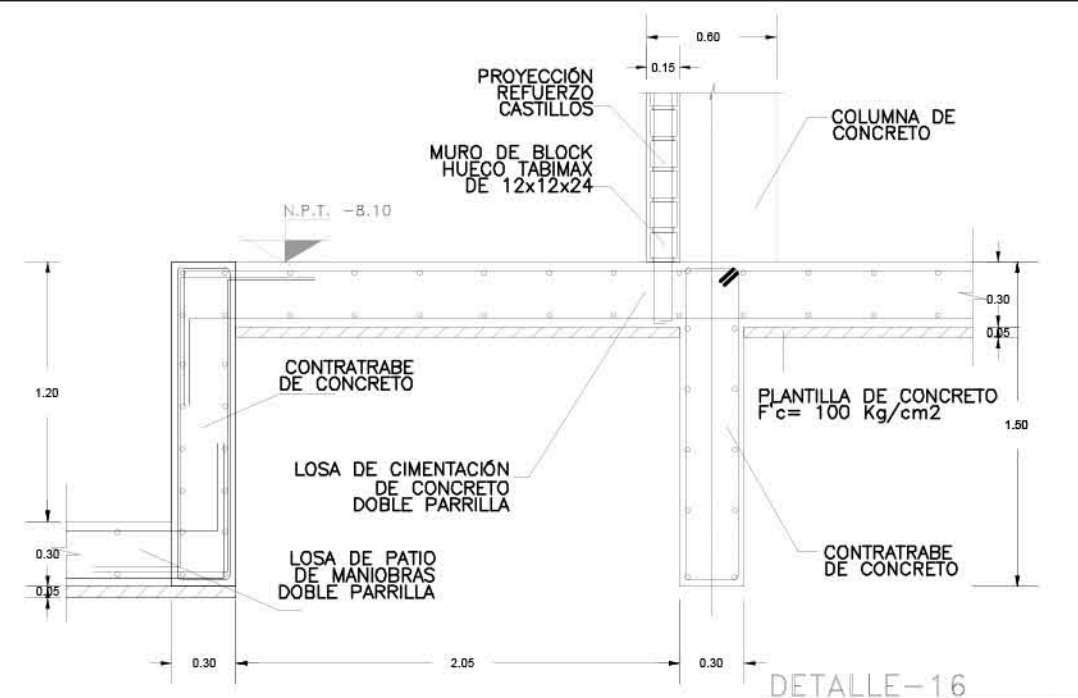 0.60
0.15
PROYECCIÓN
REFUERZO
CASTILLOS
COLUMNA DE
CONCRETO
MURO DE BLOCK
HUECO TABIMAX
DE 12x12x24
N.P.T. -8.10
0.30
0.05
CONTRATRABE
DE CONCRETO
1.20
PLANTILLA DE CONCRETO
F'c= 100 Kg/cm2
1.50
LOSA DE CIMENTACIÓN
DE CONCRETO
DOBLE PARRILLA
0.30
LOSA DE PATIO
DE MANIOBRAS
DOBLE PARRILLA
CONTRATRABE
DE CONCRETO
0.05
0.30
2.05
0.30
DETALLE-16